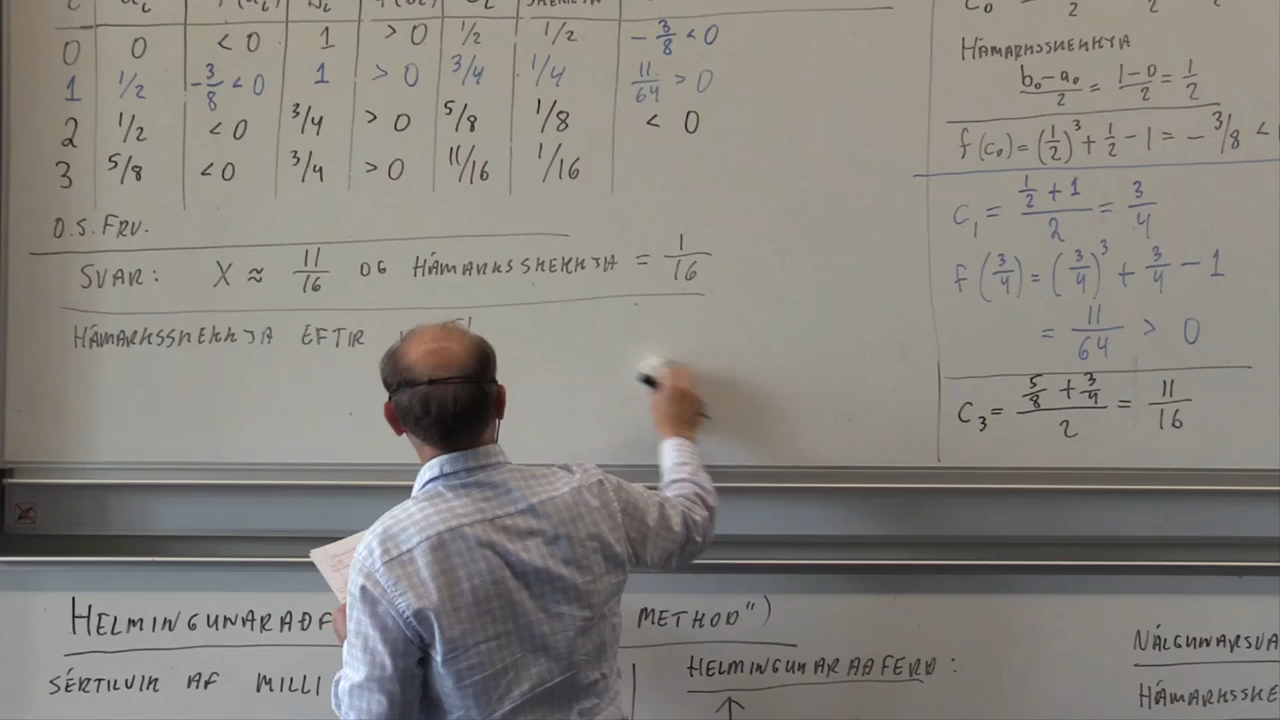 0 0 < 0 1 > 0 1/2 1/2 - 3/8 < 0
1 1/2 - 3/8 < 0 1 > 0 3/4 1/4 11/64 > 0
2 1/2 < 0 3/4 > 0 5/8 1/8 < 0
3 5/8 < 0 3/4 > 0 11/16 1/16
O.S.FRV.
SVAR: X ≈ 11/16 OG HÁMARKSSKEKKJA = 1/16
HÁMARKSSKEKKJA EFTIR
HÁMARKSSKEKKJA
(b₀-a₀)/2 = (1-0)/2 = 1/2
f(c₀) = (1/2)³ + 1/2 - 1 = - 3/8 <
C₁ = (1/2 + 1)/2 = 3/4
f(3/4) = (3/4)³ + 3/4 - 1
= 11/64 > 0
C₃ = (5/8 + 3/4)/2 = 11/16
HELMINGUNARAÐF METHOD")
SÉRTILVIK AF MILLI
HELMINGUNARAÐFERÐ:
NÁLGUNARSVA
HÁMARKSSKE